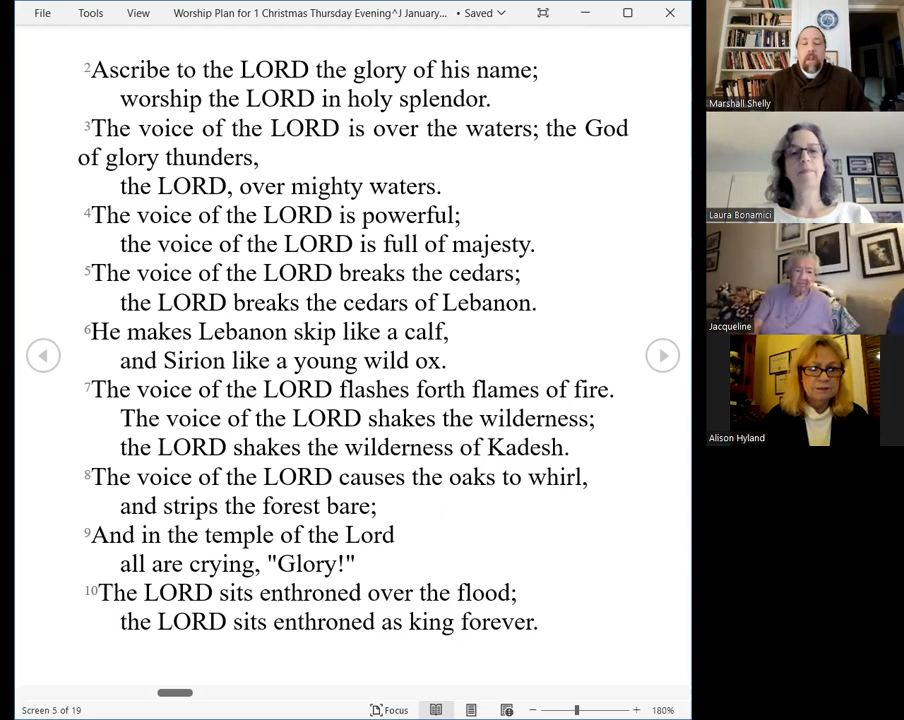 File Tools View Worship Plan for 1 Christmas Thursday Evening^J January... • Saved
2Ascribe to the LORD the glory of his name;
worship the LORD in holy splendor.
3The voice of the LORD is over the waters; the God
of glory thunders,
the LORD, over mighty waters.
4The voice of the LORD is powerful;
the voice of the LORD is full of majesty.
5The voice of the LORD breaks the cedars;
the LORD breaks the cedars of Lebanon.
6He makes Lebanon skip like a calf,
and Sirion like a young wild ox.
7The voice of the LORD flashes forth flames of fire.
The voice of the LORD shakes the wilderness;
the LORD shakes the wilderness of Kadesh.
8The voice of the LORD causes the oaks to whirl,
and strips the forest bare;
9And in the temple of the Lord
all are crying, "Glory!"
10The LORD sits enthroned over the flood;
the LORD sits enthroned as king forever.
Screen 5 of 19 Focus 180%
Marshall Shelly
Laura Bonamici
Jacqueline
Alison Hyland